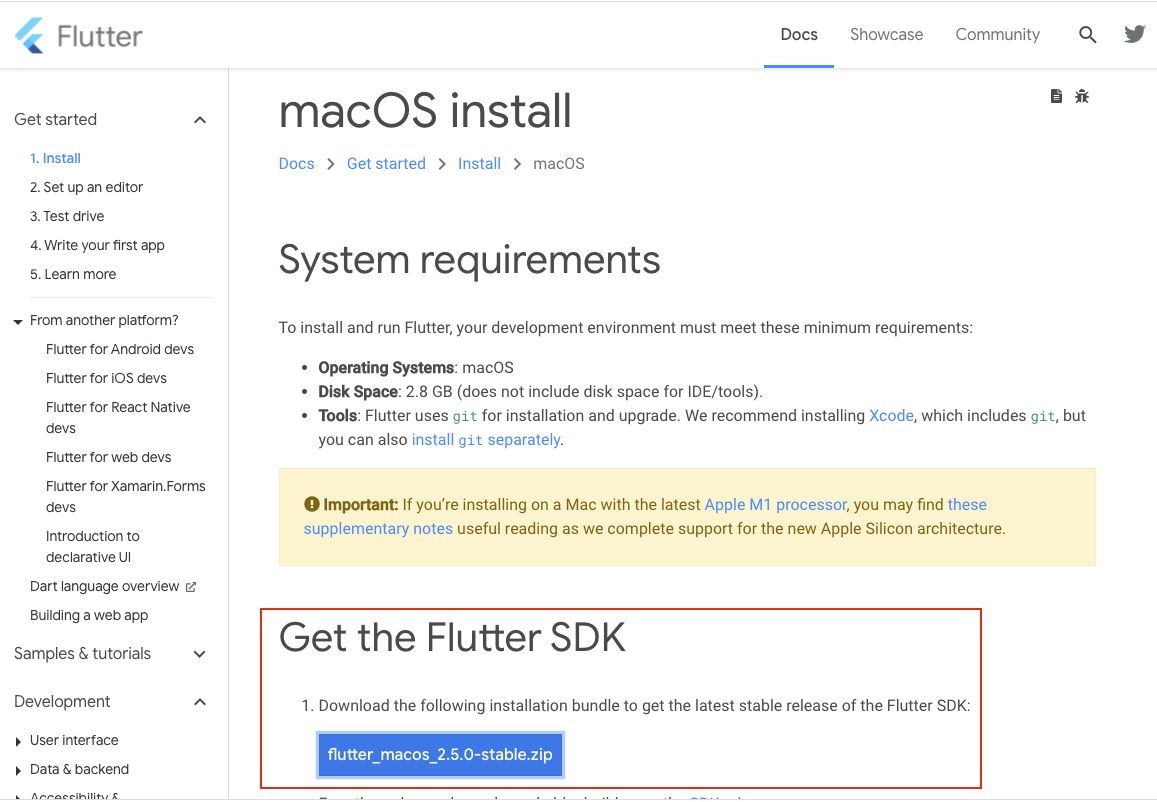 Flutter
Docs
Showcase
Community
Get started
1. Install
2. Set up an editor
3. Test drive
4. Write your first app
5. Learn more
From another platform?
Flutter for Android devs
Flutter for iOS devs
Flutter for React Native
devs
Flutter for web devs
Flutter for Xamarin.Forms
devs
Introduction to
declarative UI
Dart language overview
Building a web app
Samples & tutorials
Development
User interface
Data & backend
Accessibility &
macOS install
Docs > Get started > Install > macOS
System requirements
To install and run Flutter, your development environment must meet these minimum requirements:
• Operating Systems: macOS
• Disk Space: 2.8 GB (does not include disk space for IDE/tools).
• Tools: Flutter uses git for installation and upgrade. We recommend installing Xcode, which includes git, but
you can also install git separately.
Important: If you’re installing on a Mac with the latest Apple M1 processor, you may find these
supplementary notes useful reading as we complete support for the new Apple Silicon architecture.
Get the Flutter SDK
1. Download the following installation bundle to get the latest stable release of the Flutter SDK:
flutter_macos_2.5.0-stable.zip